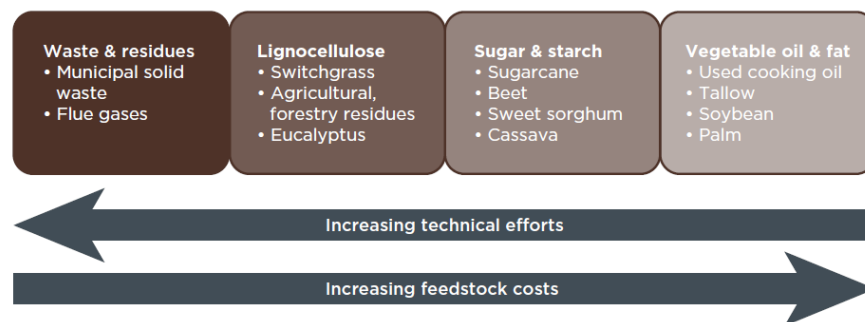 Waste & residues
• Municipal solid
waste
• Flue gases
Lignocellulose
• Switchgrass
• Agricultural,
forestry residues
• Eucalyptus
Sugar & starch
• Sugarcane
• Beet
• Sweet sorghum
• Cassava
Vegetable oil & fat
• Used cooking oil
• Tallow
• Soybean
• Palm
Increasing technical efforts
Increasing feedstock costs